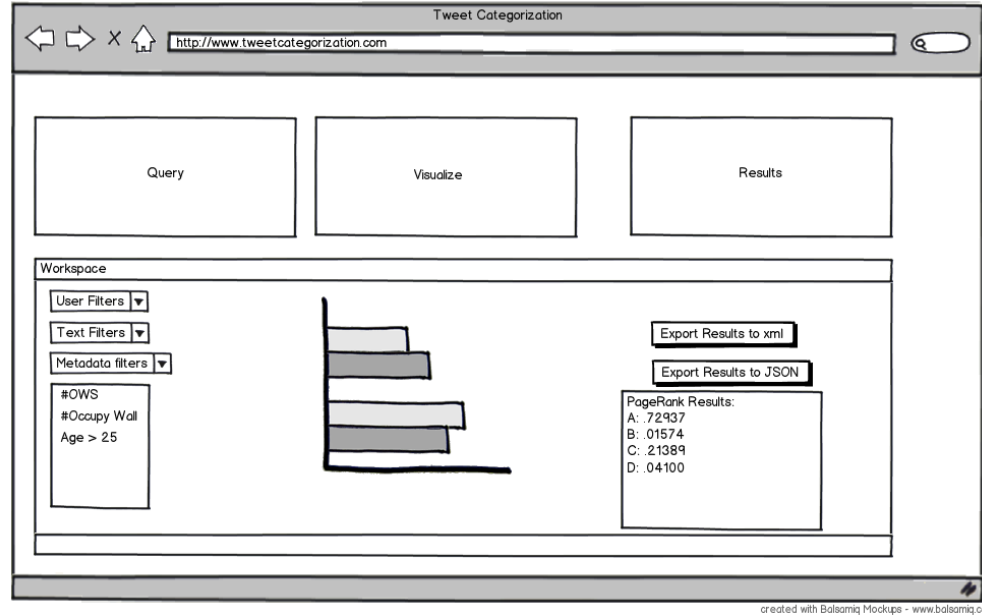 Tweet Categorization
http://www.tweetcategorization.com
Query
Visualize
Results
Workspace
User Filters
Text Filters
Metadata filters
#OWS
#Occupy Wall
Age > 25
Export Results to xml
Export Results to JSON
PageRank Results:
A: .72937
B: .01574
C: .21389
D: .04100
created with Balsamiq Mockups - www.balsamiq.c